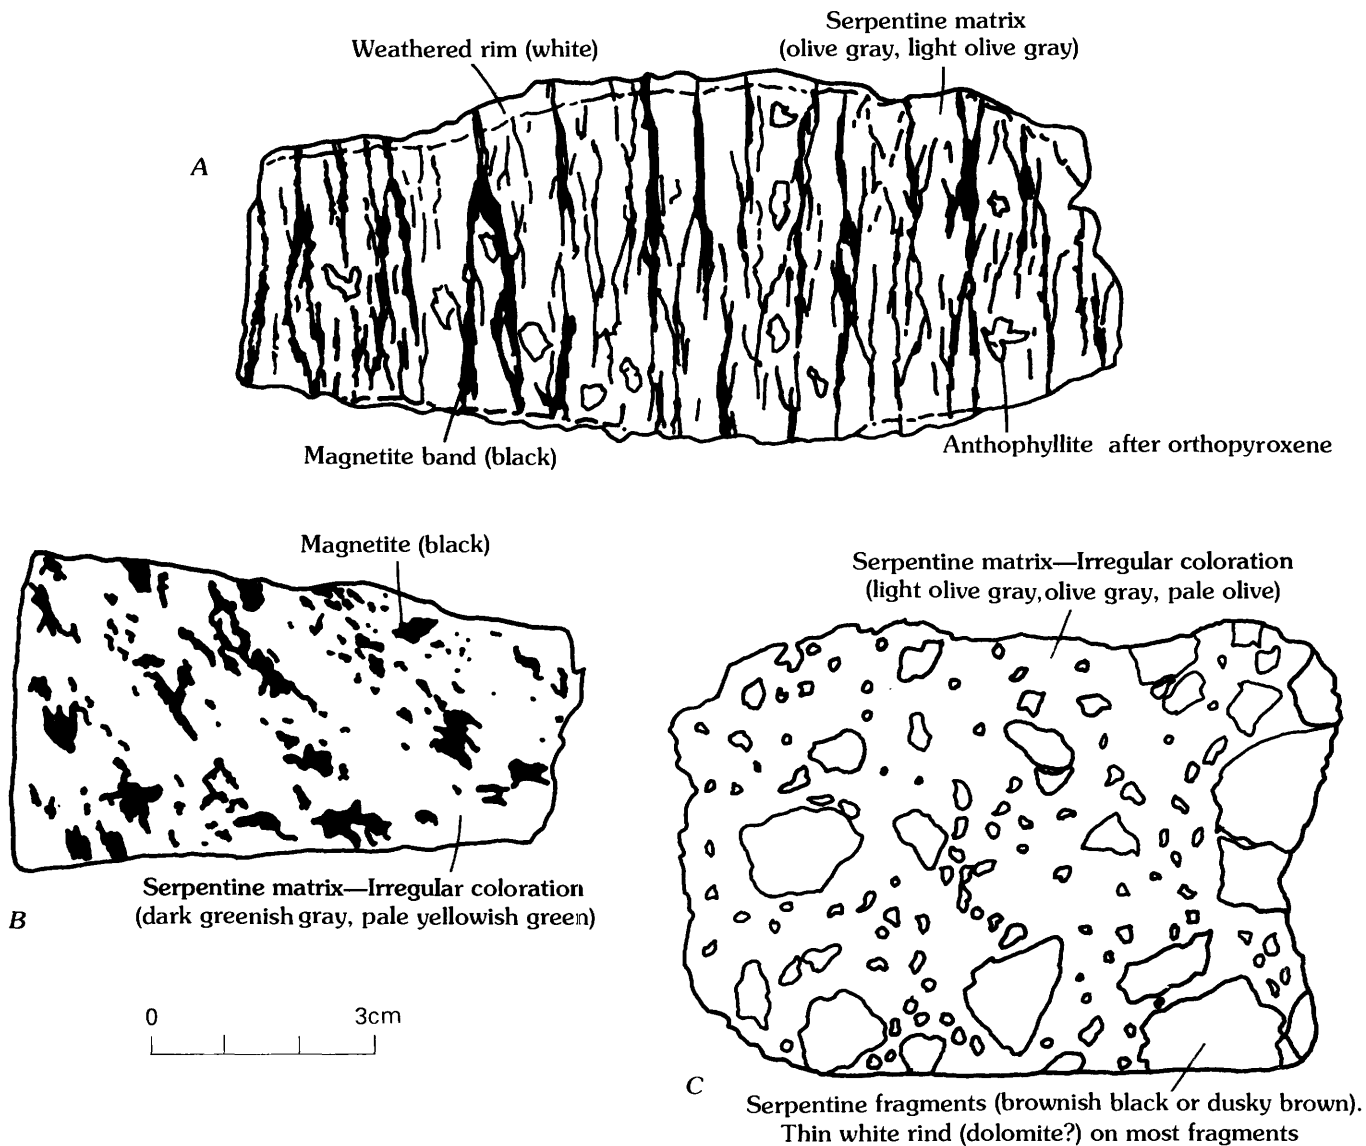 Serpentine matrix
(olive gray, light olive gray)
Weathered rim (white)
A
Magnetite band (black)
Anthophyllite after orthopyroxene
Magnetite (black)
Serpentine matrix—Irregular coloration
(dark greenish gray, pale yellowish green)
B
0 3cm
Serpentine matrix—Irregular coloration
(light olive gray, olive gray, pale olive)
C
Serpentine fragments (brownish black or dusky brown).
Thin white rind (dolomite?) on most fragments